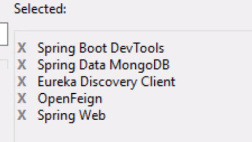 Selected:
X Spring Boot DevTools
X Spring Data MongoDB
X Eureka Discovery Client
X OpenFeign
X Spring Web